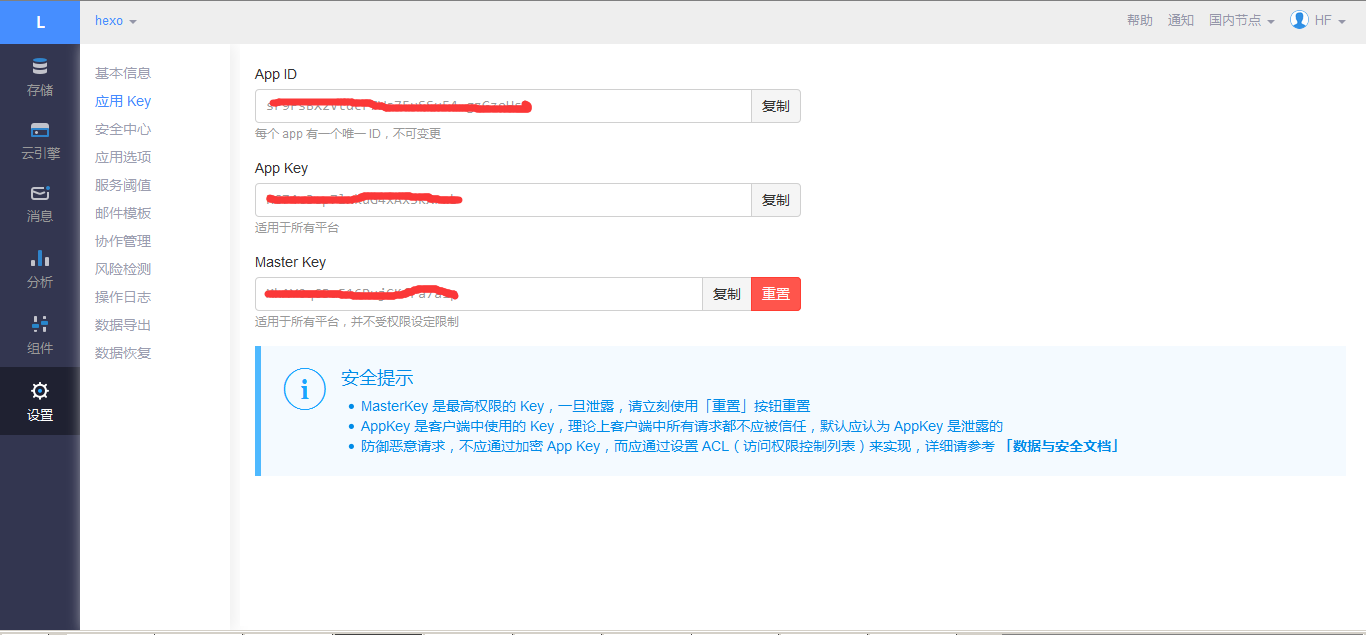 L
hexo
帮助 通知 国内节点 HF
存储
云引擎
消息
分析
组件
设置
基本信息
应用 Key
安全中心
应用选项
服务阈值
邮件模板
协作管理
风险检测
操作日志
数据导出
数据恢复
App ID
复制
每个 app 有一个唯一 ID，不可变更
App Key
复制
适用于所有平台
Master Key
复制 重置
适用于所有平台，并不受权限设定限制
安全提示
MasterKey 是最高权限的 Key，一旦泄露，请立刻使用「重置」按钮重置
AppKey 是客户端中使用的 Key，理论上客户端中所有请求都不应被信任，默认应认为 AppKey 是泄露的
防御恶意请求，不应通过加密 App Key，而应通过设置 ACL（访问权限控制列表）来实现，详细请参考 「数据与安全文档」